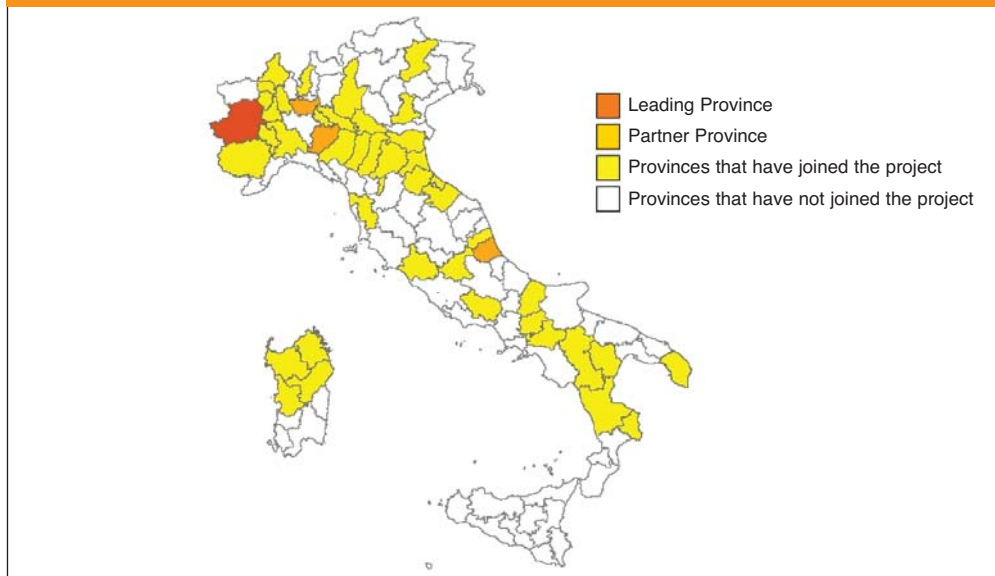 Leading Province
Partner Province
Provinces that have joined the project
Provinces that have not joined the project